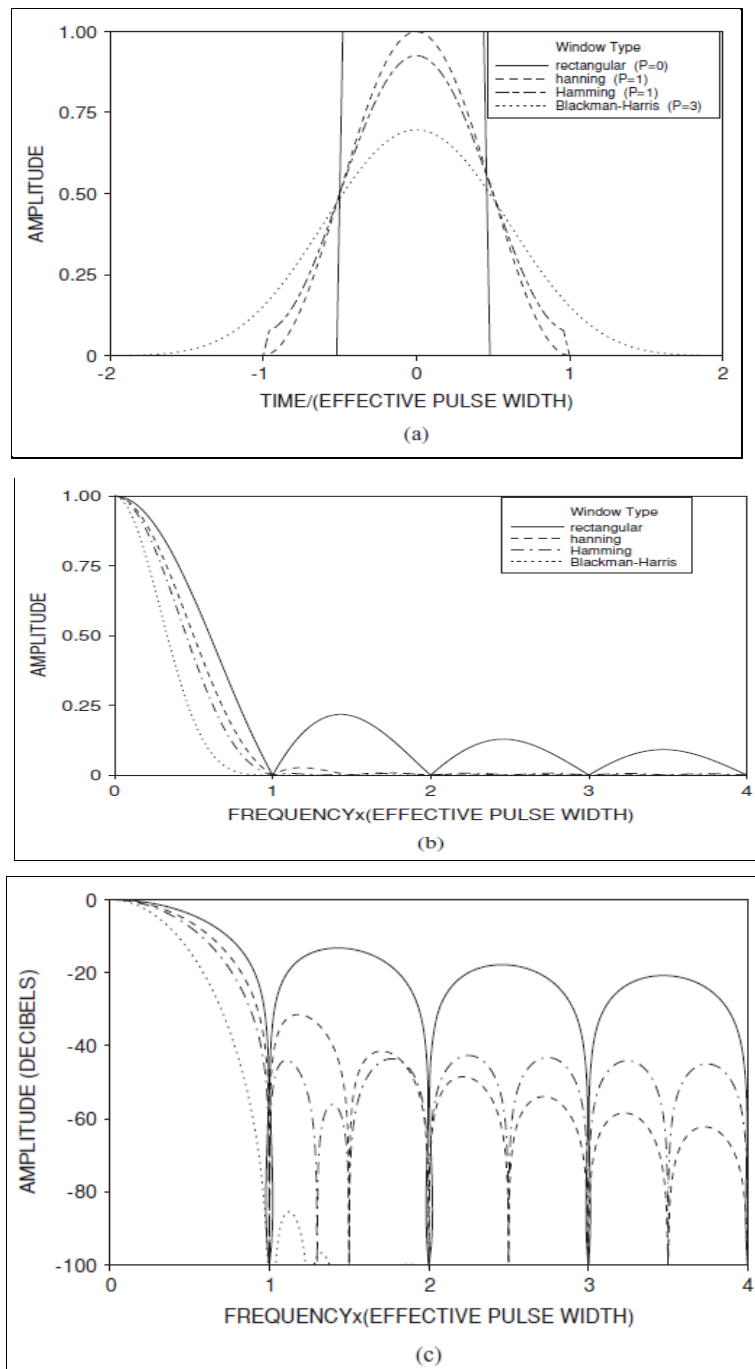 1.00
0.75
0.50
0.25
0
AMPLITUDE
Window Type
rectangular (P=0)
hanning (P=1)
Hamming (P=1)
Blackman-Harris (P=3)
-2 -1 0 1 2
TIME/(EFFECTIVE PULSE WIDTH)
(a)
1.00
0.75
0.50
0.25
0
AMPLITUDE
Window Type
rectangular
hanning
Hamming
Blackman-Harris
0 1 2 3 4
FREQUENCYx(EFFECTIVE PULSE WIDTH)
(b)
0
-20
-40
-60
-80
-100
AMPLITUDE (DECIBELS)
0 1 2 3 4
FREQUENCYx(EFFECTIVE PULSE WIDTH)
(c)